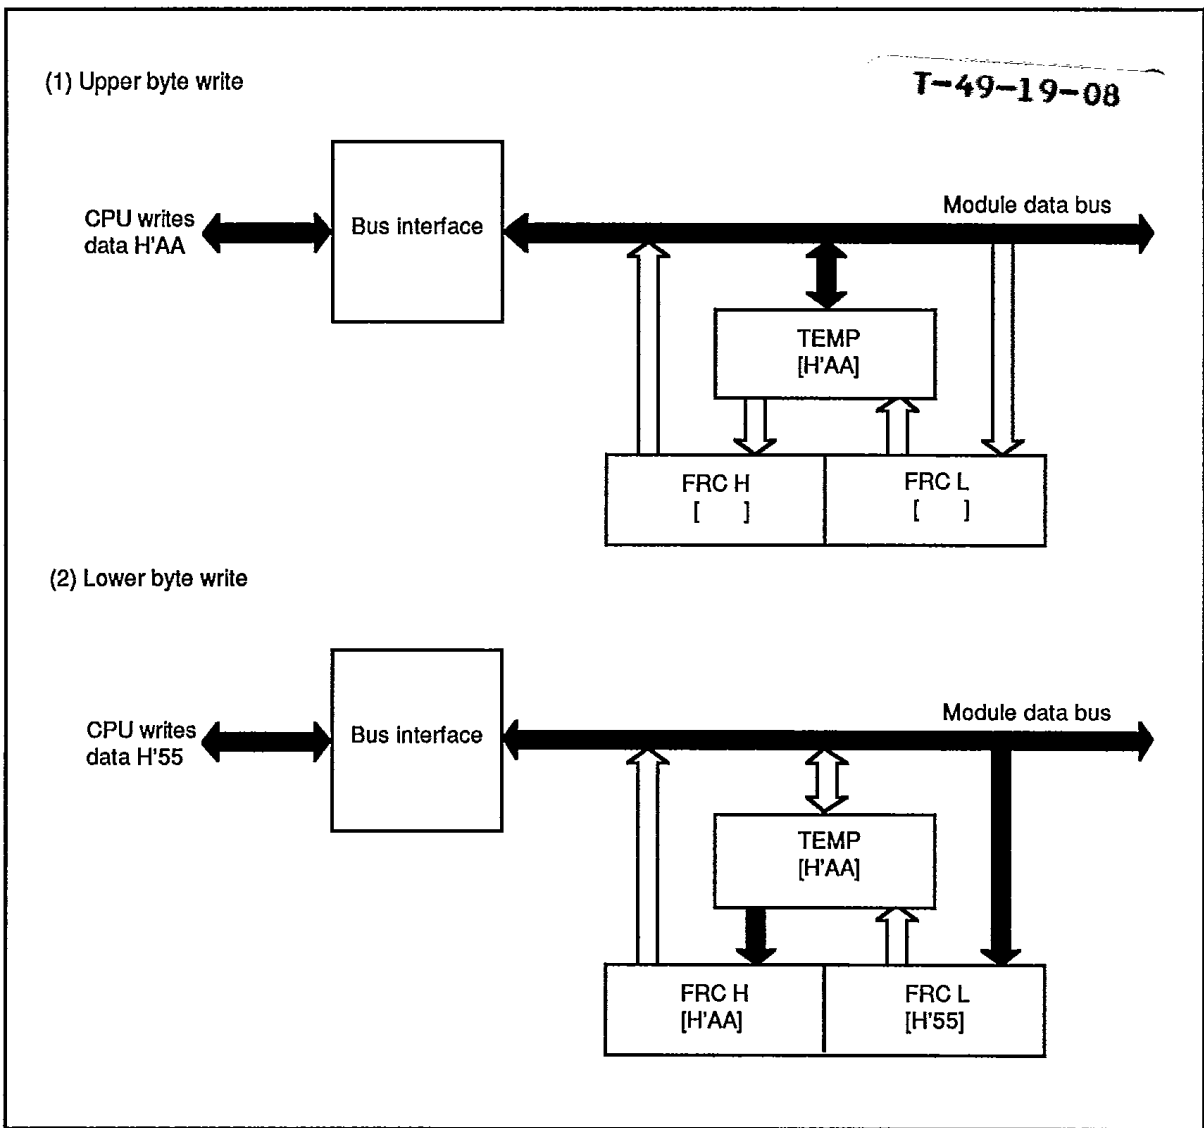 (1) Upper byte write
T-49-19-08
CPU writes
data H'AA
Bus interface
Module data bus
TEMP
[H'AA]
FRC H
[ ]
FRC L
[ ]
(2) Lower byte write
CPU writes
data H'55
Bus interface
Module data bus
TEMP
[H'AA]
FRC H
[H'AA]
FRC L
[H'55]